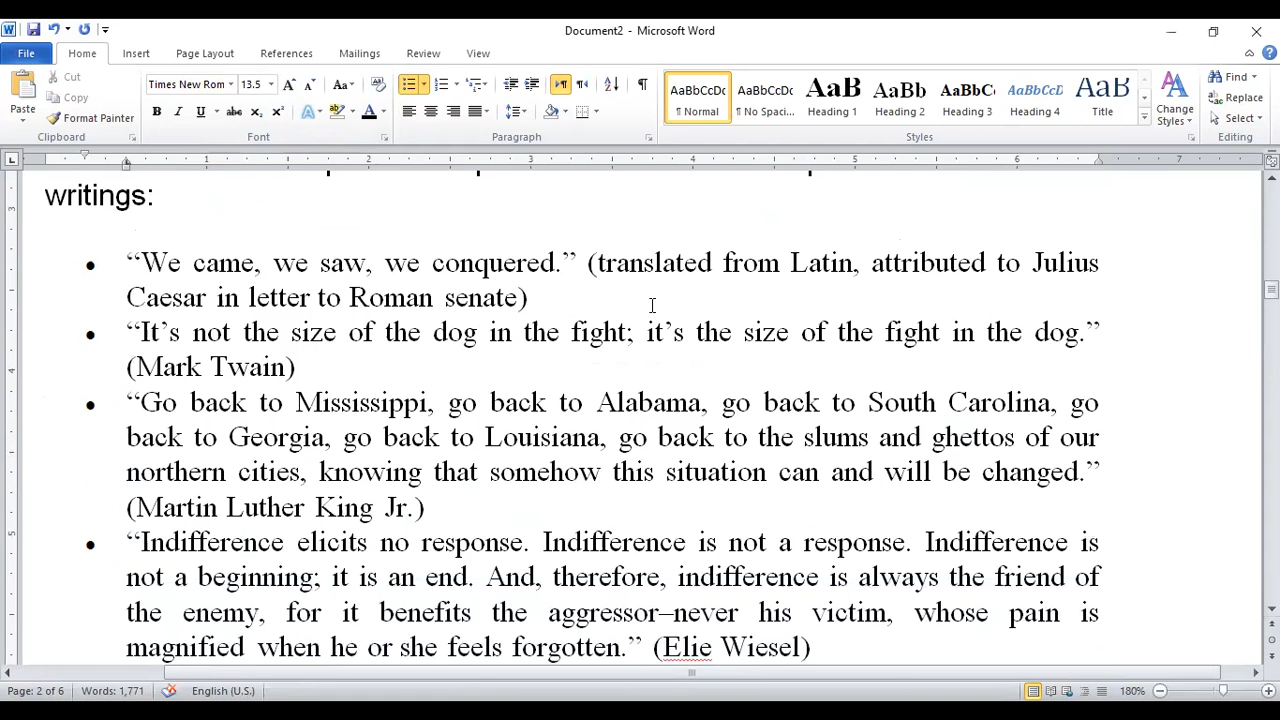 Document2 - Microsoft Word
File Home Insert Page Layout References Mailings Review View
Paste
Cut
Copy
Format Painter
Clipboard
Times New Rom 13.5
Font
Paragraph
AaBbCcDc AaBbCcDc AaB AaBb AaBbC AaBbCcD AaB
¶ Normal ¶ No Spaci... Heading 1 Heading 2 Heading 3 Heading 4 Title
Styles
Change Styles
Find
Replace
Select
Editing
1 2 3 4 5 6 7
writings:
• “We came, we saw, we conquered.” (translated from Latin, attributed to Julius
Caesar in letter to Roman senate)
• “It’s not the size of the dog in the fight; it’s the size of the fight in the dog.”
(Mark Twain)
• “Go back to Mississippi, go back to Alabama, go back to South Carolina, go
back to Georgia, go back to Louisiana, go back to the slums and ghettos of our
northern cities, knowing that somehow this situation can and will be changed.”
(Martin Luther King Jr.)
• “Indifference elicits no response. Indifference is not a response. Indifference is
not a beginning; it is an end. And, therefore, indifference is always the friend of
the enemy, for it benefits the aggressor–never his victim, whose pain is
magnified when he or she feels forgotten.” (Elie Wiesel)
Page: 2 of 6 Words: 1,771 English (U.S.) 180%